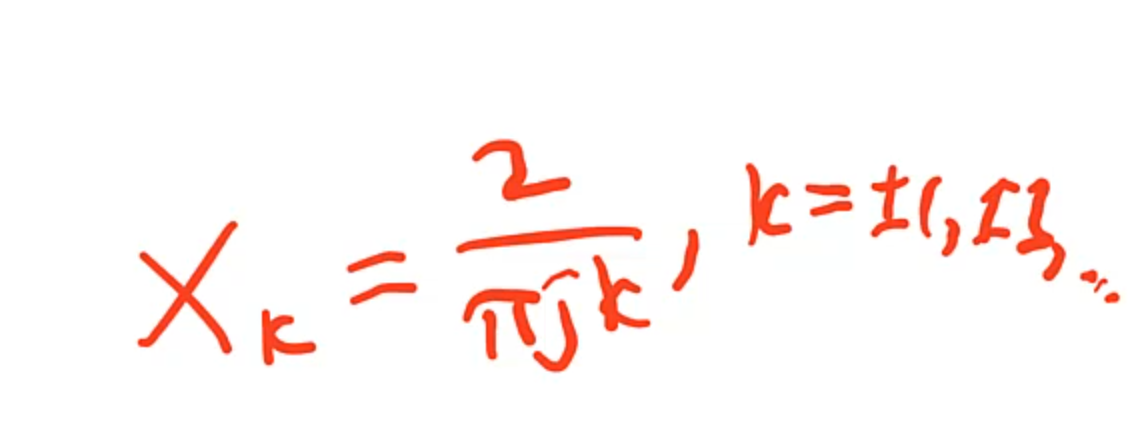 X_k = 2/(πjk), k = ±1, ±3, ...